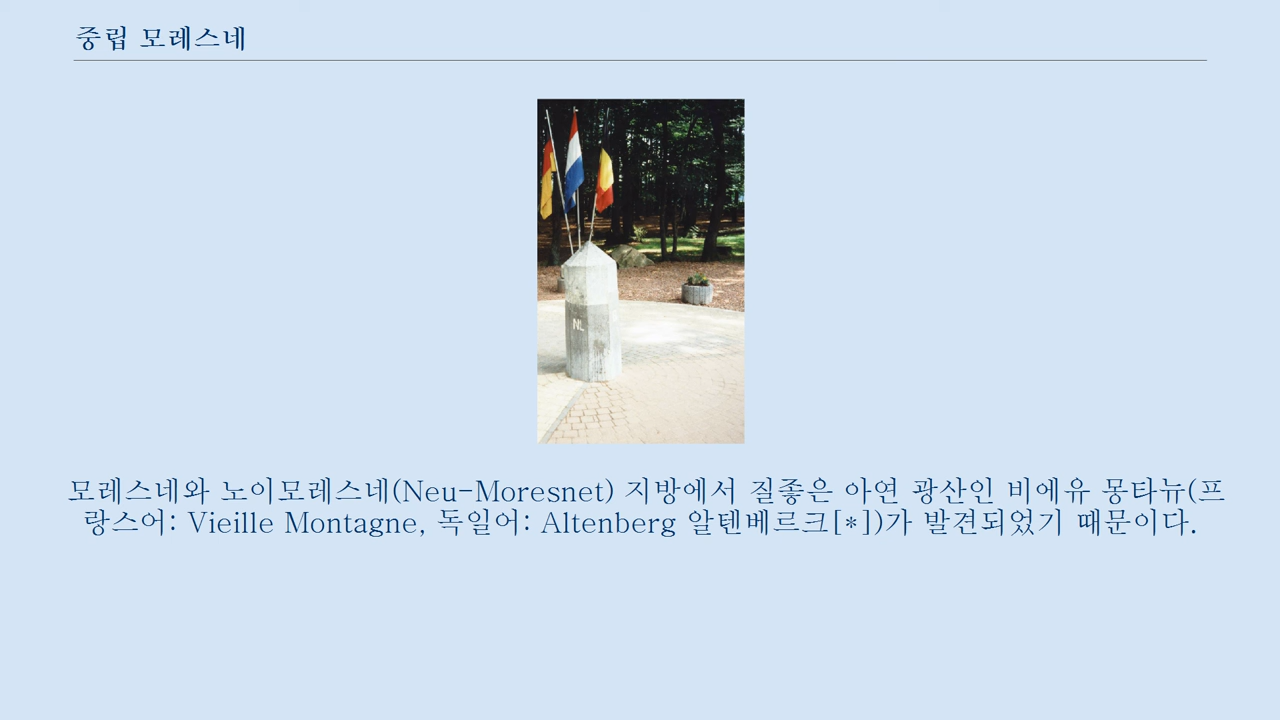 중립 모레스네
NL
모레스네와 노이모레스네(Neu-Moresnet) 지방에서 질좋은 아연 광산인 비에유 몽타뉴(프
랑스어: Vieille Montagne, 독일어: Altenberg 알텐베르크[*])가 발견되었기 때문이다.